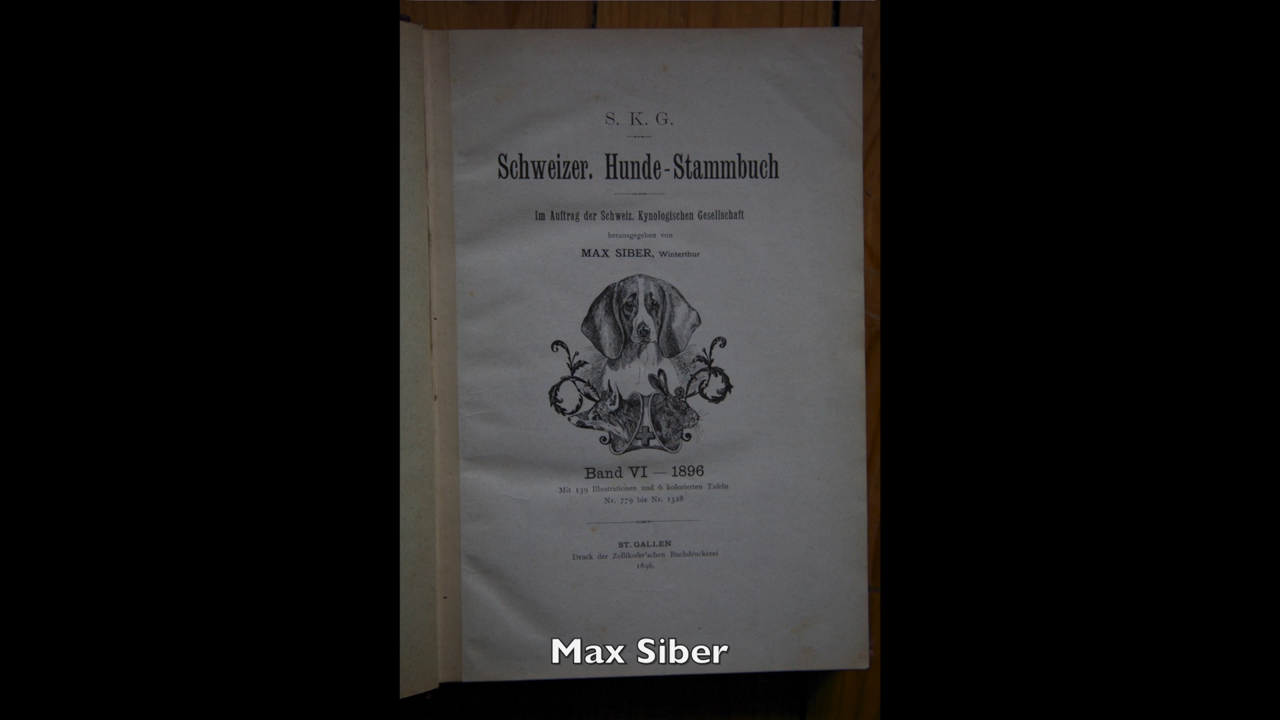 S. K. G.
Schweizer. Hunde-Stammbuch
Im Auftrag der Schweiz. Kynologischen Gesellschaft
herausgegeben von
MAX SIBER, Winterthur
Band VI — 1896
Mit 139 Illustrationen und 6 kolorierten Tafeln
Nr. 779 bis Nr. 1328
ST. GALLEN
Druck der Zollikofer'schen Buchdruckerei
1896.
Max Siber